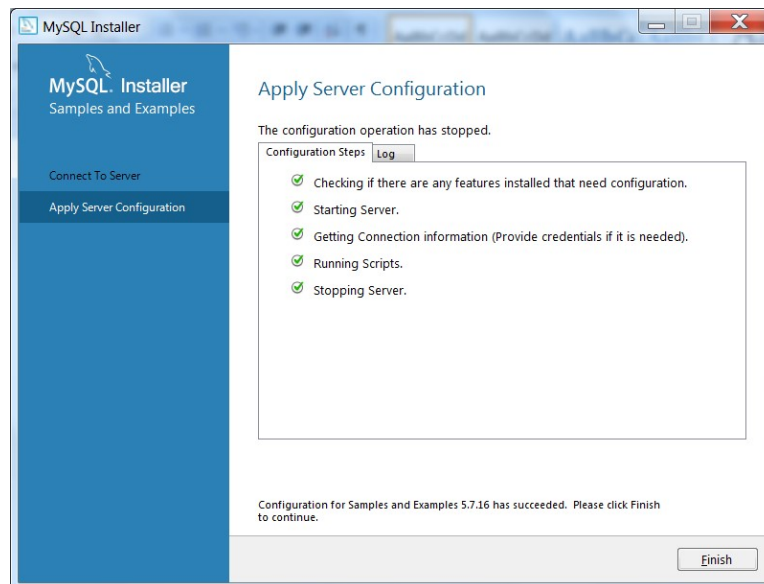 MySQL Installer
MySQL. Installer
Samples and Examples
Connect To Server
Apply Server Configuration
Apply Server Configuration
The configuration operation has stopped.
Configuration Steps
Log
Checking if there are any features installed that need configuration.
Starting Server.
Getting Connection information (Provide credentials if it is needed).
Running Scripts.
Stopping Server.
Configuration for Samples and Examples 5.7.16 has succeeded. Please click Finish
to continue.
Finish